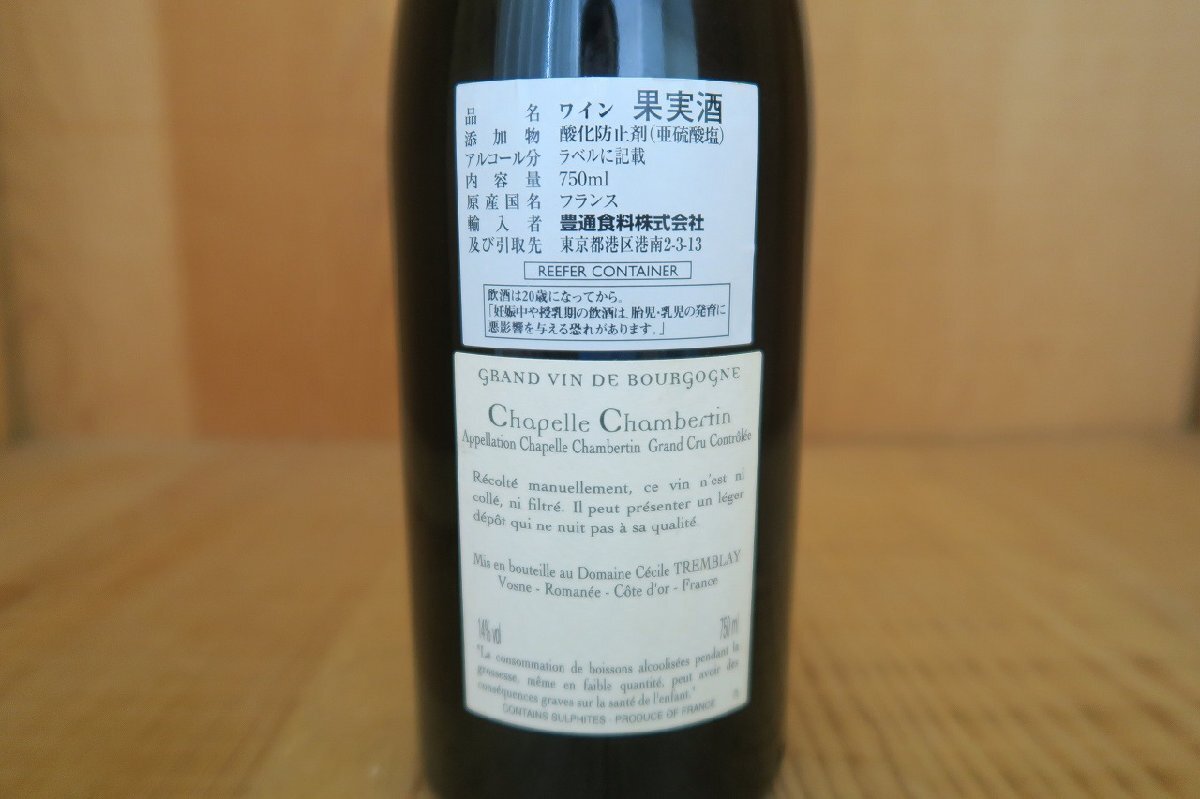 品名 ワイン 果実酒
添加物 酸化防止剤(亜硫酸塩)
アルコール分 ラベルに記載
内容量 750ml
原産国名 フランス
輸入者 豊通食料株式会社
及び引取先 東京都港区港南2-3-13
REEFER CONTAINER
飲酒は20歳になってから。
「妊娠中や授乳期の飲酒は、胎児・乳児の発育に
悪影響を与える恐れがあります。」
GRAND VIN DE BOURGOGNE
Chapelle Chambertin
Appellation Chapelle Chambertin Grand Cru Contrôlée
Récolté manuellement, ce vin n'est ni
collé, ni filtré. Il peut présenter un léger
dépôt qui ne nuit pas à sa qualité.
Mis en bouteille au Domaine Cécile TREMBLAY
Vosne - Romanée - Côte d'or - France
14% vol 750 ml
"La consommation de boissons alcoolisées pendant la
grossesse, même en faible quantité, peut avoir des
conséquences graves sur la santé de l'enfant."
CONTAINS SULPHITES - PRODUCE OF FRANCE